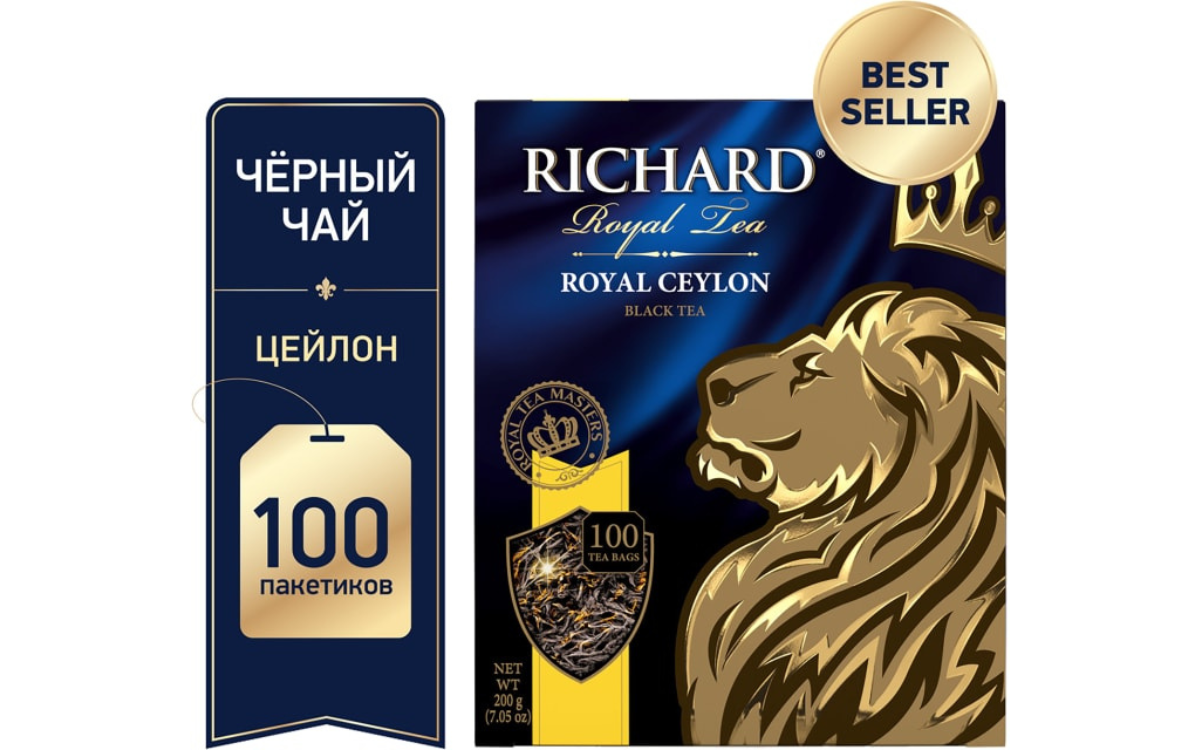 ЧЁРНЫЙ
ЧАЙ
ЦЕЙЛОН
100
пакетиков
BEST
SELLER
RICHARD®
Royal Tea
ROYAL CEYLON
BLACK TEA
ROYAL TEA MASTERS
100
TEA BAGS
NET
WT
200 g
(7.05 oz)